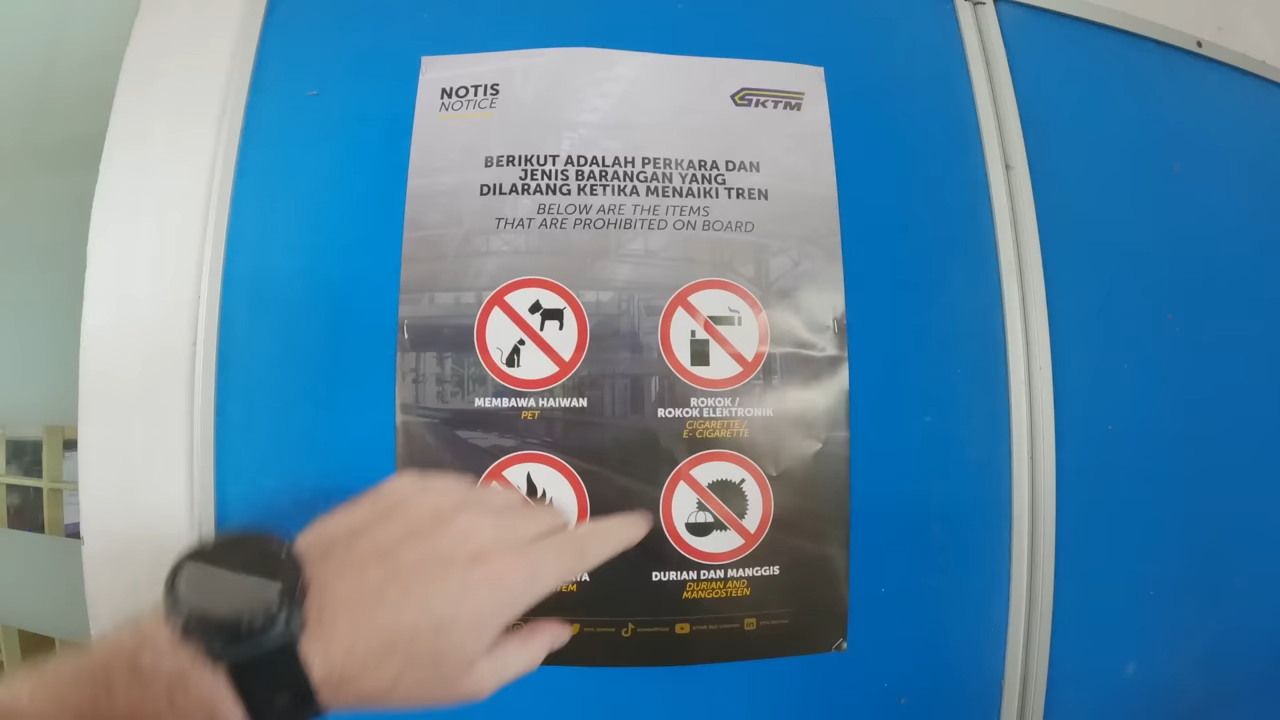 NOTIS
NOTICE
KTM
BERIKUT ADALAH PERKARA DAN
JENIS BARANGAN YANG
DILARANG KETIKA MENAIKI TREN
BELOW ARE THE ITEMS
THAT ARE PROHIBITED ON BOARD
MEMBAWA HAIWAN
PET
ROKOK /
ROKOK ELEKTRONIK
CIGARETTE /
E- CIGARETTE
DURIAN DAN MANGGIS
DURIAN AND
MANGOSTEEN